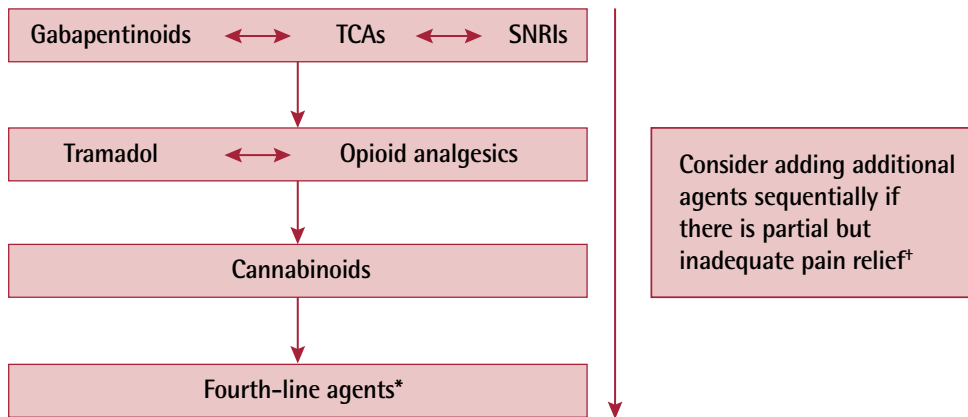 Gabapentinoids TCAs SNRIs
Tramadol Opioid analgesics
Cannabinoids
Fourth-line agents*
Consider adding additional
agents sequentially if
there is partial but
inadequate pain relief†